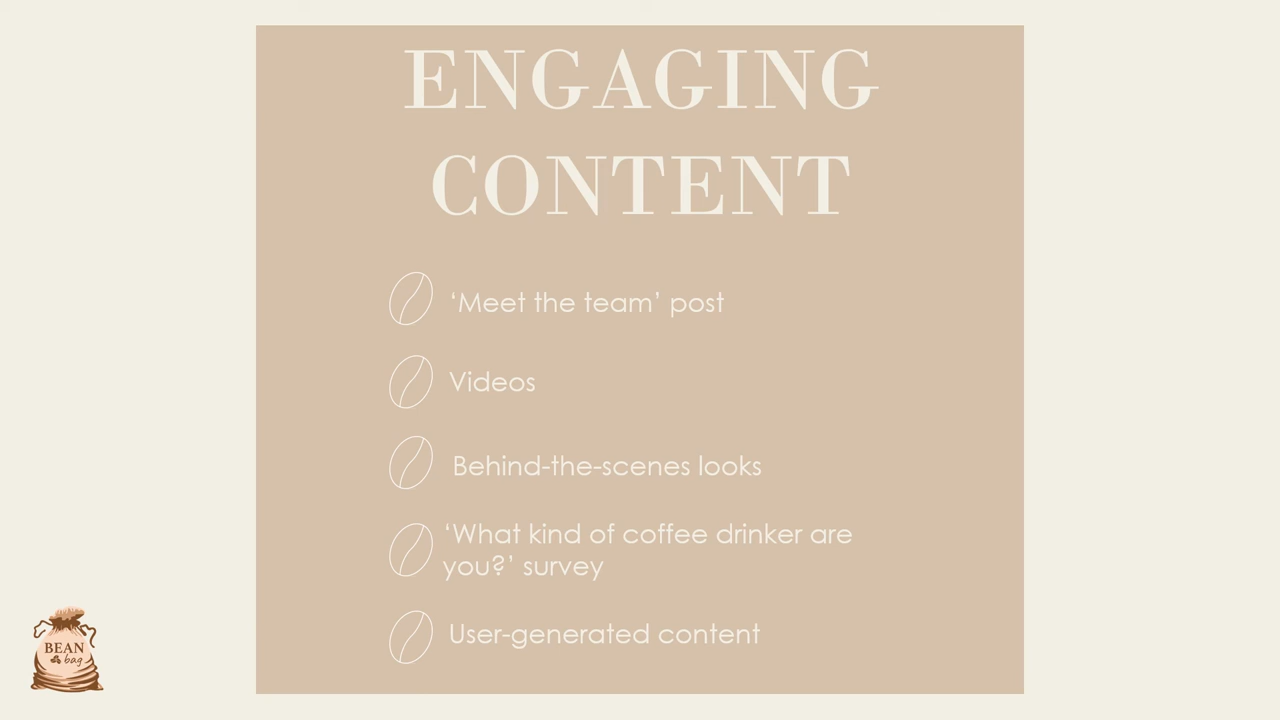 ENGAGING
CONTENT
‘Meet the team’ post
Videos
Behind-the-scenes looks
‘What kind of coffee drinker are
you?’ survey
User-generated content
BEAN
bag